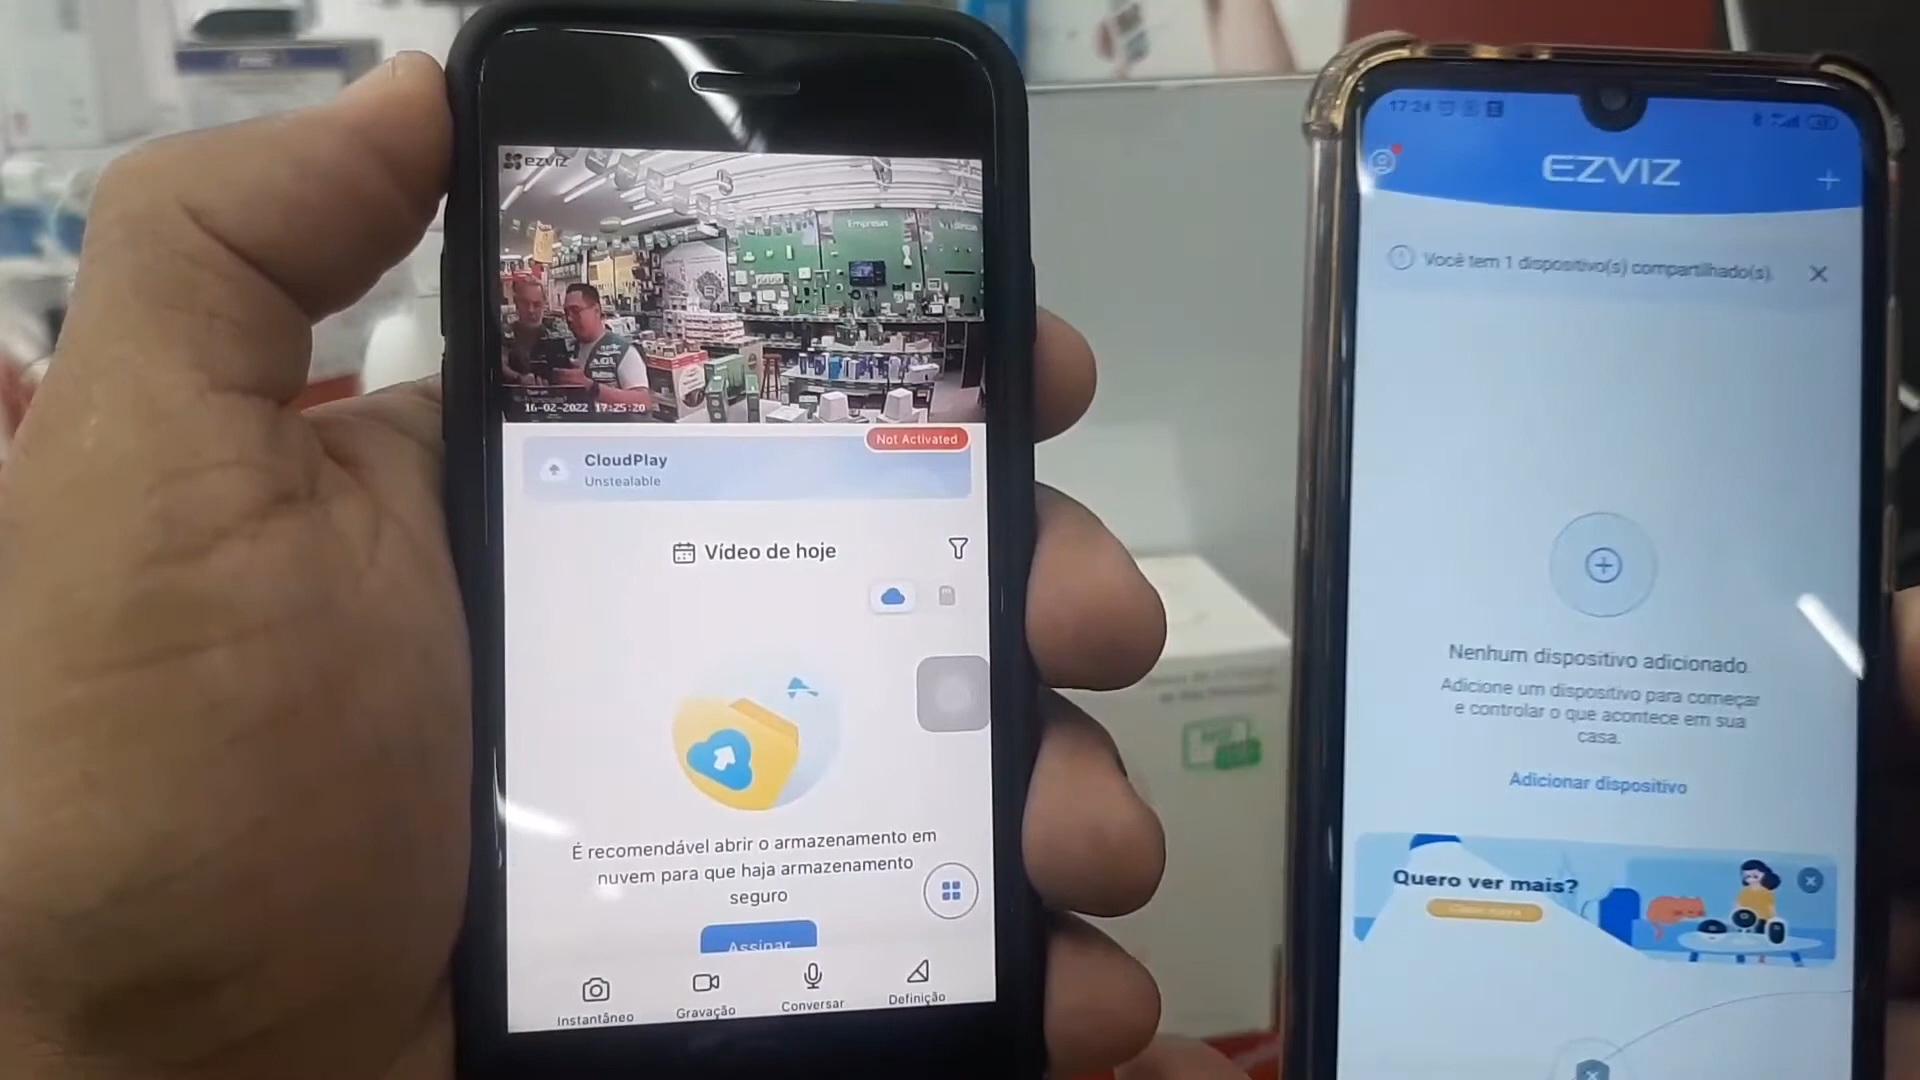 ezviz
Empresas
16-02-2022 17:25:20
Not Activated
CloudPlay
Unstealable
Vídeo de hoje
É recomendável abrir o armazenamento em
nuvem para que haja armazenamento
seguro
Assinar
Instantâneo
Gravação
Conversar
Definição
17:24
EZVIZ
Você tem 1 dispositivo(s) compartilhado(s).
Nenhum dispositivo adicionado
Adicione um dispositivo para começar
e controlar o que acontece em sua
casa.
Adicionar dispositivo
Quero ver mais?